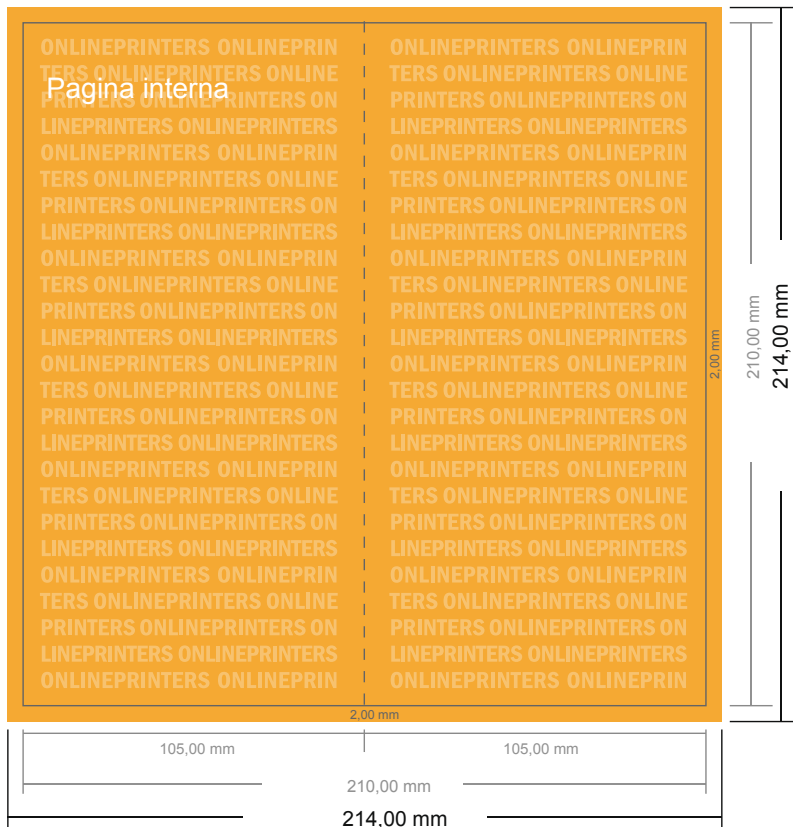 Pagina interna
ONLINEPRINTERS ONLINEPRIN
TERS ONLINEPRINTERS ONLINE
PRINTERS ONLINEPRINTERS ON
LINEPRINTERS ONLINEPRINTERS
ONLINEPRINTERS ONLINEPRIN
TERS ONLINEPRINTERS ONLINE
PRINTERS ONLINEPRINTERS ON
LINEPRINTERS ONLINEPRINTERS
ONLINEPRINTERS ONLINEPRIN
TERS ONLINEPRINTERS ONLINE
PRINTERS ONLINEPRINTERS ON
LINEPRINTERS ONLINEPRINTERS
ONLINEPRINTERS ONLINEPRIN
TERS ONLINEPRINTERS ONLINE
PRINTERS ONLINEPRINTERS ON
LINEPRINTERS ONLINEPRINTERS
ONLINEPRINTERS ONLINEPRIN
TERS ONLINEPRINTERS ONLINE
PRINTERS ONLINEPRINTERS ON
LINEPRINTERS ONLINEPRINTERS
ONLINEPRINTERS ONLINEPRIN
TERS ONLINEPRINTERS ONLINE
PRINTERS ONLINEPRINTERS ON
LINEPRINTERS ONLINEPRINTERS
ONLINEPRINTERS ONLINEPRIN
ONLINEPRINTERS ONLINEPRIN
TERS ONLINEPRINTERS ONLINE
PRINTERS ONLINEPRINTERS ON
LINEPRINTERS ONLINEPRINTERS
ONLINEPRINTERS ONLINEPRIN
TERS ONLINEPRINTERS ONLINE
PRINTERS ONLINEPRINTERS ON
LINEPRINTERS ONLINEPRINTERS
ONLINEPRINTERS ONLINEPRIN
TERS ONLINEPRINTERS ONLINE
PRINTERS ONLINEPRINTERS ON
LINEPRINTERS ONLINEPRINTERS
ONLINEPRINTERS ONLINEPRIN
TERS ONLINEPRINTERS ONLINE
PRINTERS ONLINEPRINTERS ON
LINEPRINTERS ONLINEPRINTERS
ONLINEPRINTERS ONLINEPRIN
TERS ONLINEPRINTERS ONLINE
PRINTERS ONLINEPRINTERS ON
LINEPRINTERS ONLINEPRINTERS
ONLINEPRINTERS ONLINEPRIN
TERS ONLINEPRINTERS ONLINE
PRINTERS ONLINEPRINTERS ON
LINEPRINTERS ONLINEPRINTERS
ONLINEPRINTERS ONLINEPRIN
2,00 mm
210,00 mm
214,00 mm
2,00 mm
105,00 mm
105,00 mm
210,00 mm
214,00 mm